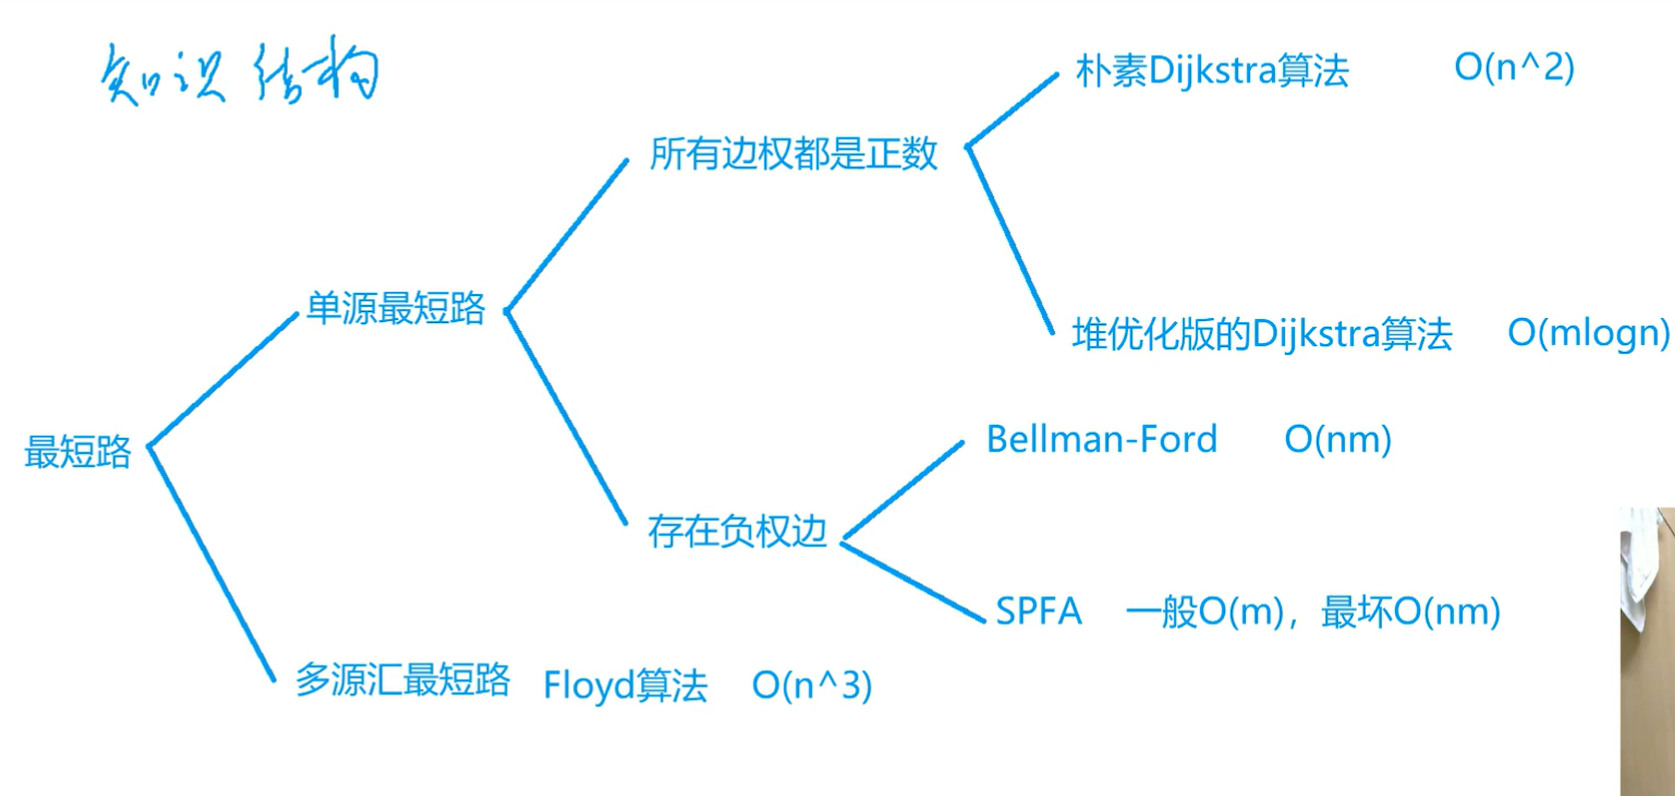 知识结构
朴素Dijkstra算法 O(n^2)
所有边权都是正数
单源最短路
堆优化版的Dijkstra算法 O(mlogn)
最短路
Bellman-Ford O(nm)
存在负权边
SPFA 一般O(m)，最坏O(nm)
多源汇最短路 Floyd算法 O(n^3)